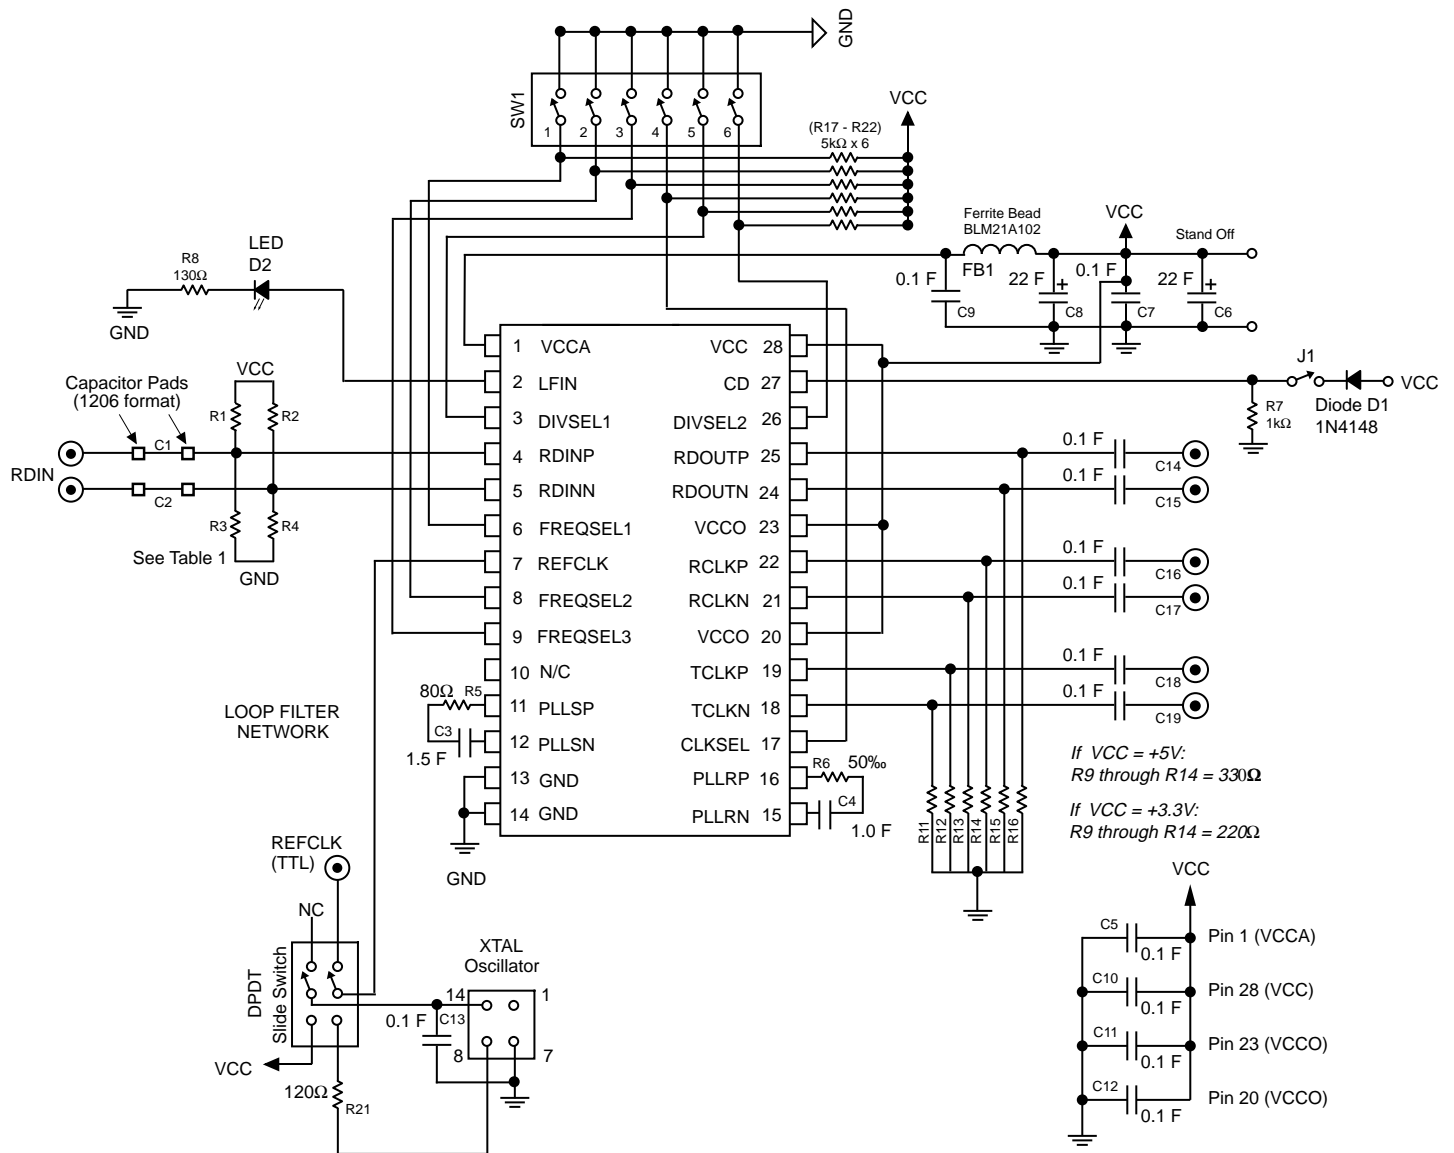 GND
SW1
1 2 3 4 5 6
VCC
(R17 - R22)
5kΩ x 6
Ferrite Bead
BLM21A102
VCC
Stand Off
FB1
0.1 F
C9
22 F
+
C8
0.1 F
C7
22 F
+
C6
LED
D2
R8
130Ω
GND
J1
VCC
R7
1kΩ
Diode D1
1N4148
Capacitor Pads
(1206 format)
VCC
R1
R2
C1
RDIN
C2
R3
R4
See Table 1
GND
1 VCCA
2 LFIN
3 DIVSEL1
4 RDINP
5 RDINN
6 FREQSEL1
7 REFCLK
8 FREQSEL2
9 FREQSEL3
10 N/C
11 PLLSP
12 PLLSN
13 GND
14 GND
VCC 28
CD 27
DIVSEL2 26
RDOUTP 25
RDOUTN 24
VCCO 23
RCLKP 22
RCLKN 21
VCCO 20
TCLKP 19
TCLKN 18
CLKSEL 17
PLLRP 16
PLLRN 15
0.1 F
C14
0.1 F
C15
0.1 F
C16
0.1 F
C17
0.1 F
C18
0.1 F
C19
80Ω
R5
C3
1.5 F
LOOP FILTER
NETWORK
GND
R6
50‰
C4
1.0 F
R11
R12
R13
R14
R15
R16
If VCC = +5V:
R9 through R14 = 330Ω
If VCC = +3.3V:
R9 through R14 = 220Ω
REFCLK
(TTL)
NC
DPDT
Slide Switch
VCC
120Ω
R21
XTAL
Oscillator
14
1
0.1 F
C13
8
7
VCC
C5
0.1 F
Pin 1 (VCCA)
C10
0.1 F
Pin 28 (VCC)
C11
0.1 F
Pin 23 (VCCO)
C12
0.1 F
Pin 20 (VCCO)